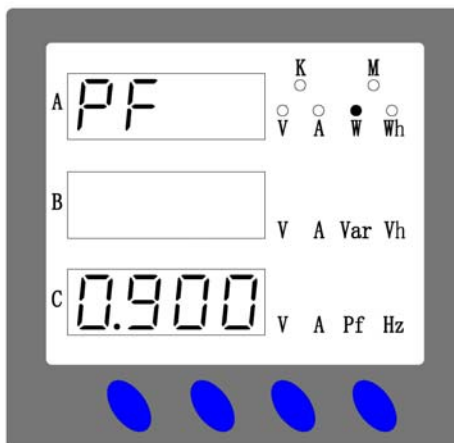 K M
A PF
V A W Wh
B
V A Var Vh
C 0.900
V A Pf Hz